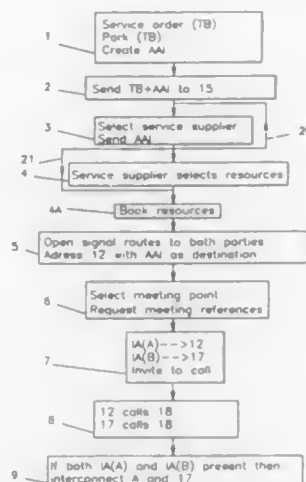 1
Service order (TB)
Park (TB)
Create AAI
2
Send TB+AAI to 15
3
Select service supplier
Send AAI
20
21
4
Service supplier selects resources
4A
Book resources
5
Open signal routes to both parties
Adress 12 with AAI as destination
6
Select meeting point
Request meeting references
7
IA(A)-->12
IA(B)-->17
Invite to call
8
12 calls 18
17 calls 18
9
If both IA(A) and IA(B) present then
interconnect A and 17